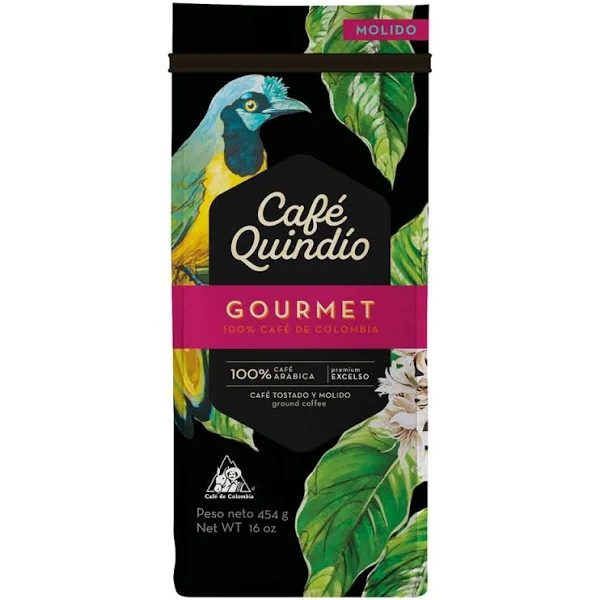 MOLIDO
Café
Quindío
GOURMET
100% CAFÉ DE COLOMBIA
100% CAFÉ ARABICA | premium EXCELSO
CAFÉ TOSTADO Y MOLIDO
ground coffee
Café de Colombia
Peso neto 454 g
Net WT 16 oz